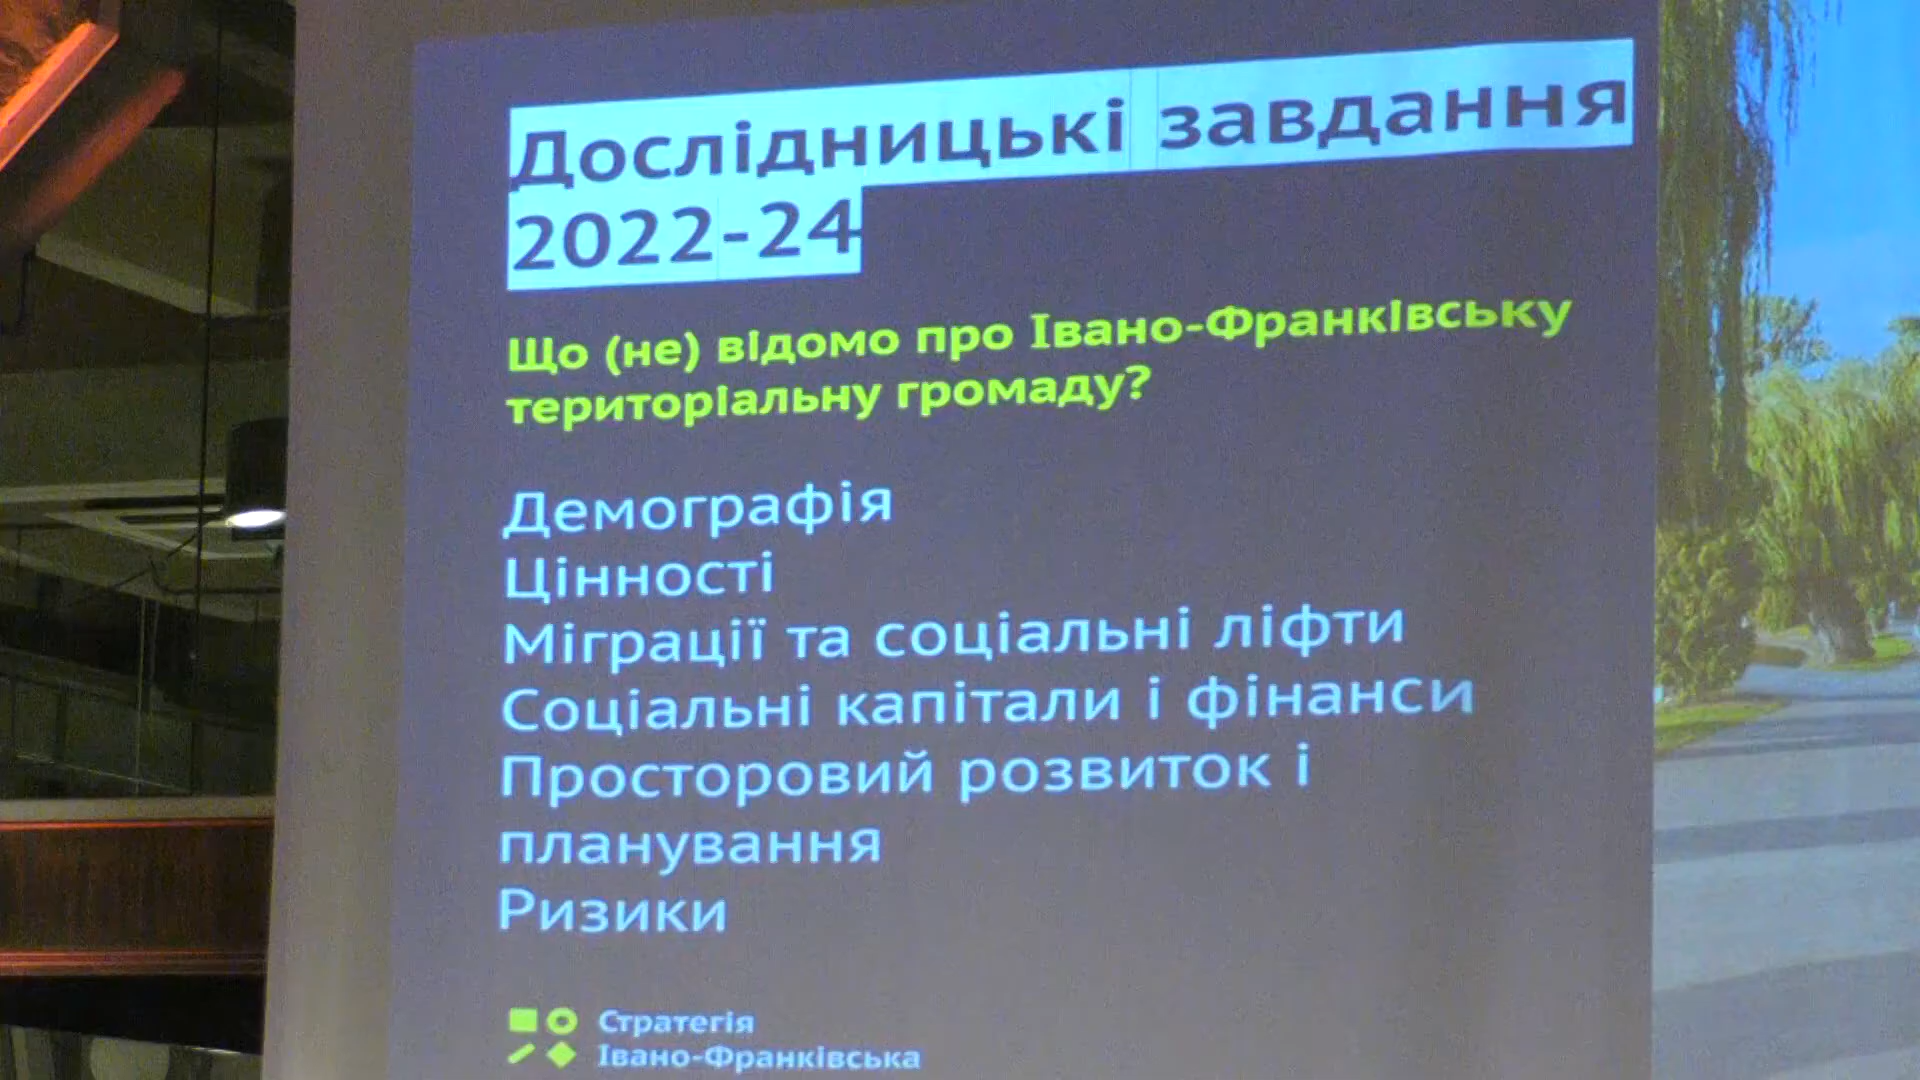 Дослідницькі завдання
2022-24
Що (не) відомо про Івано-Франківську
територіальну громаду?
Демографія
Цінності
Міграції та соціальні ліфти
Соціальні капітали і фінанси
Просторовий розвиток і
планування
Ризики
Стратегія
Івано-Франківська